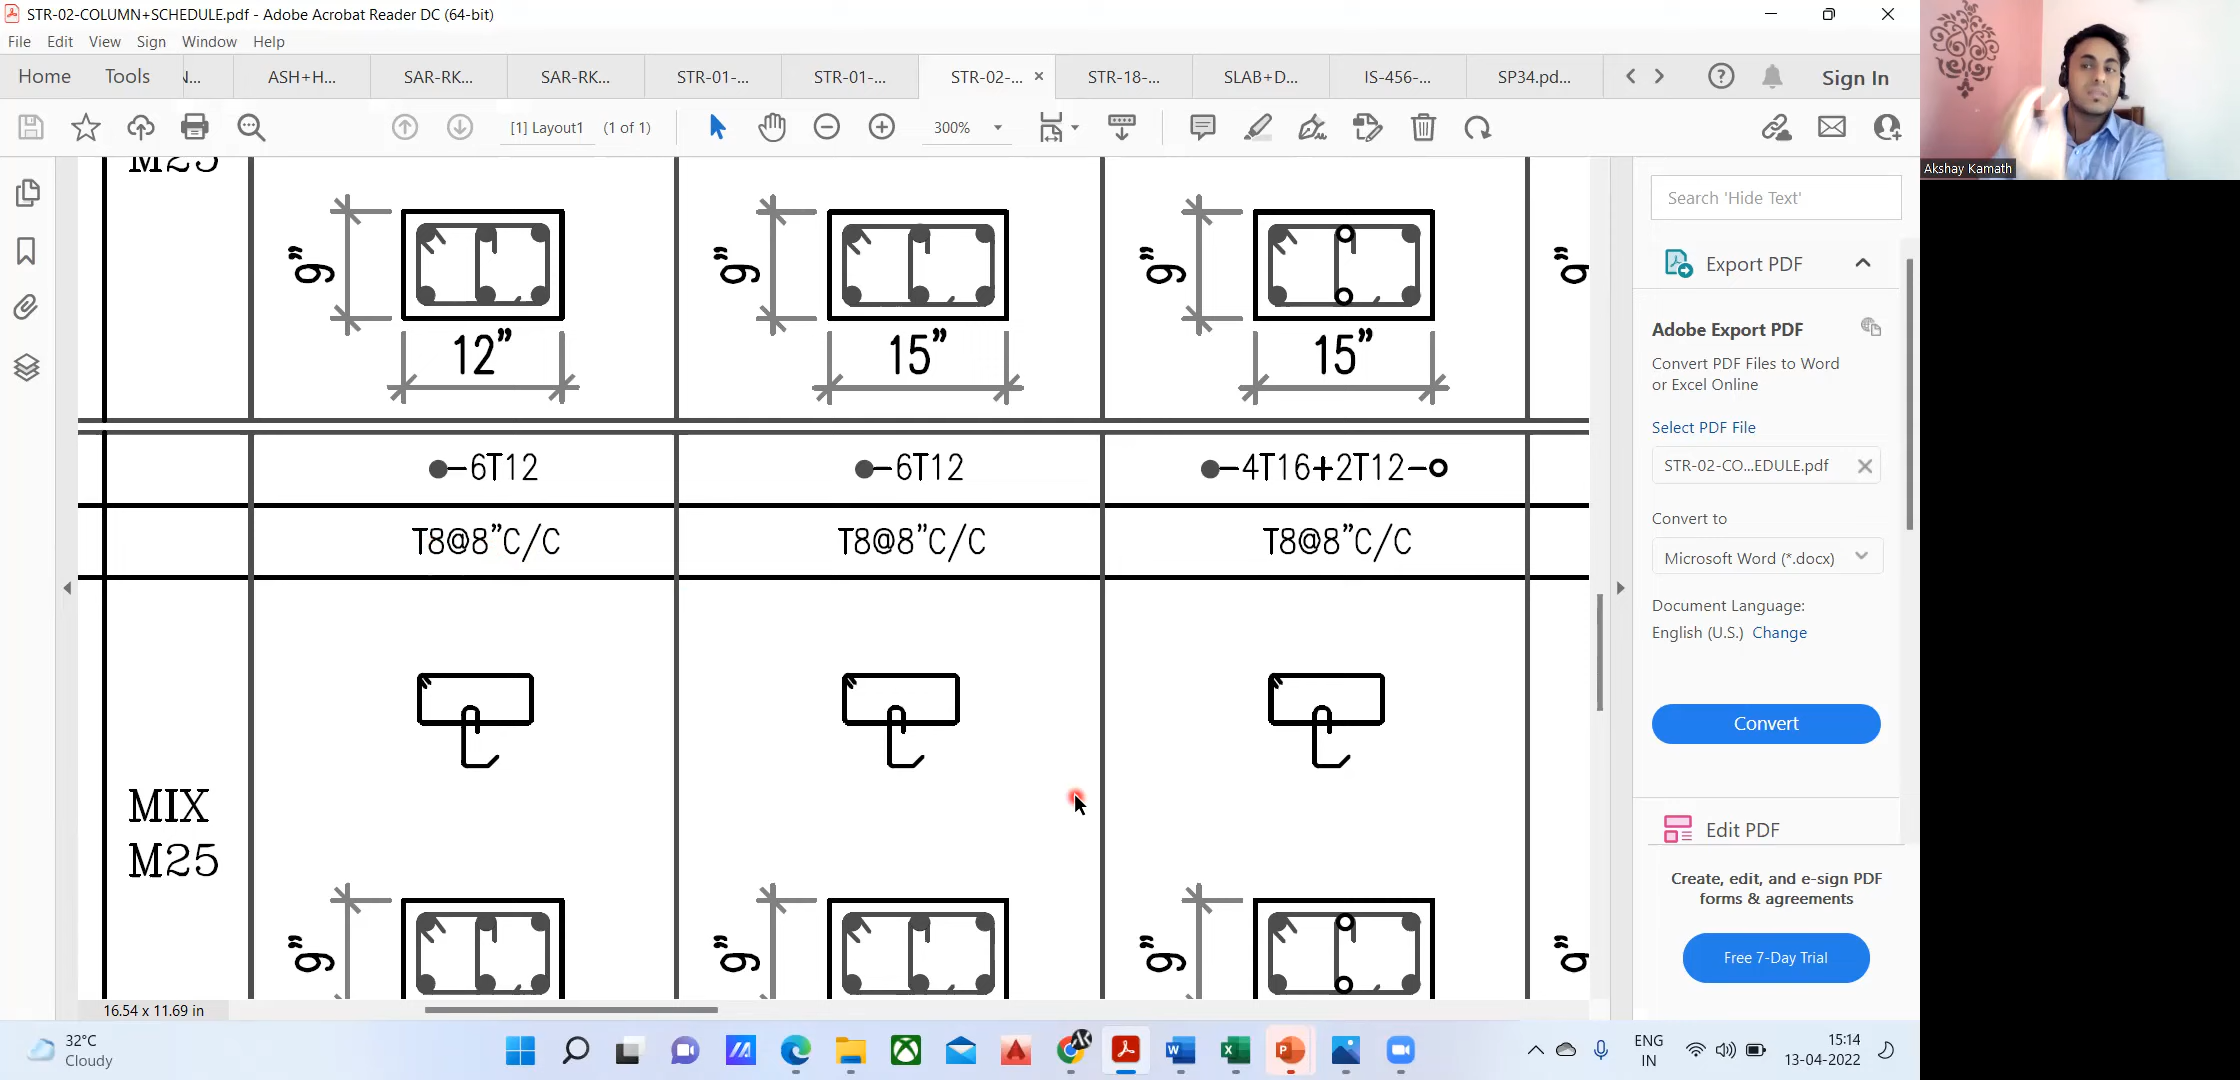 STR-02-COLUMN+SCHEDULE.pdf - Adobe Acrobat Reader DC (64-bit)
File Edit View Sign Window Help
Home Tools N... ASH+H... SAR-RK... SAR-RK... STR-01-... STR-01-... STR-02-... STR-18-... SLAB+D... IS-456-... SP34.pd... Sign In
[1] Layout1 (1 of 1) 300%
Akshay Kamath
M25
9” 9” 9” 9”
12” 15” 15”
6T12 6T12 4T16+2T12
T8@8”C/C T8@8”C/C T8@8”C/C
MIX
M25
9” 9” 9” 9”
16.54 x 11.69 in
Search 'Hide Text'
Export PDF
Adobe Export PDF
Convert PDF Files to Word
or Excel Online
Select PDF File
STR-02-CO...EDULE.pdf
Convert to
Microsoft Word (*.docx)
Document Language:
English (U.S.) Change
Convert
Edit PDF
Create, edit, and e-sign PDF
forms & agreements
Free 7-Day Trial
32°C
Cloudy
ENG
IN
15:14
13-04-2022